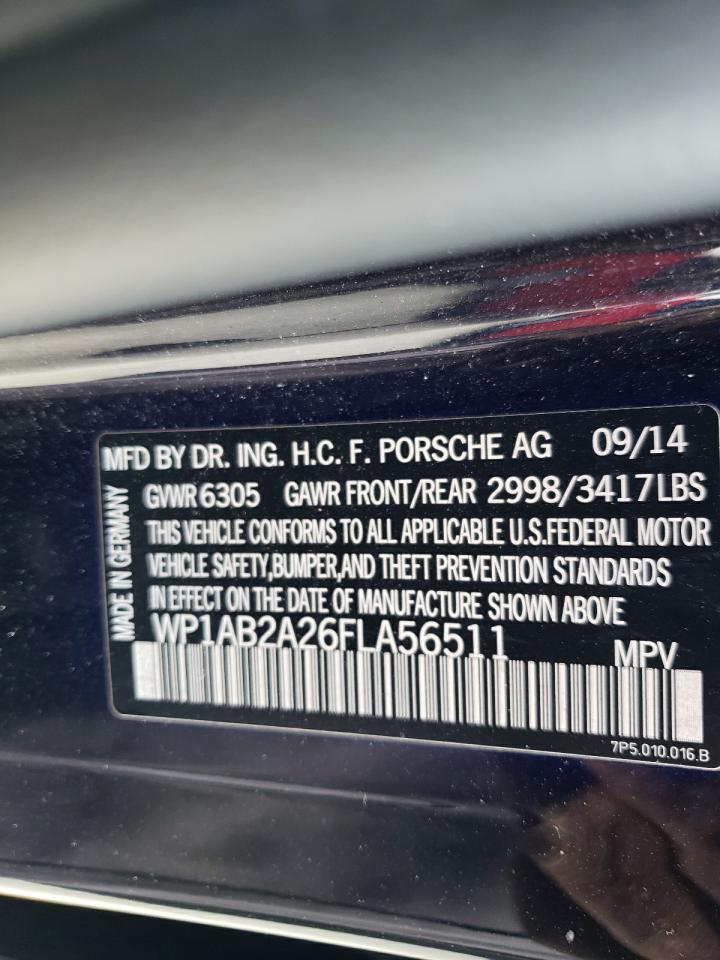 MFD BY DR. ING. H.C. F. PORSCHE AG 09/14
GVWR 6305 GAWR FRONT/REAR 2998/3417LBS
THIS VEHICLE CONFORMS TO ALL APPLICABLE U.S.FEDERAL MOTOR
VEHICLE SAFETY,BUMPER,AND THEFT PREVENTION STANDARDS
IN EFFECT ON THE DATE OF MANUFACTURE SHOWN ABOVE
WP1AB2A26FLA56511 MPV
7P5.010.016.B
MADE IN GERMANY